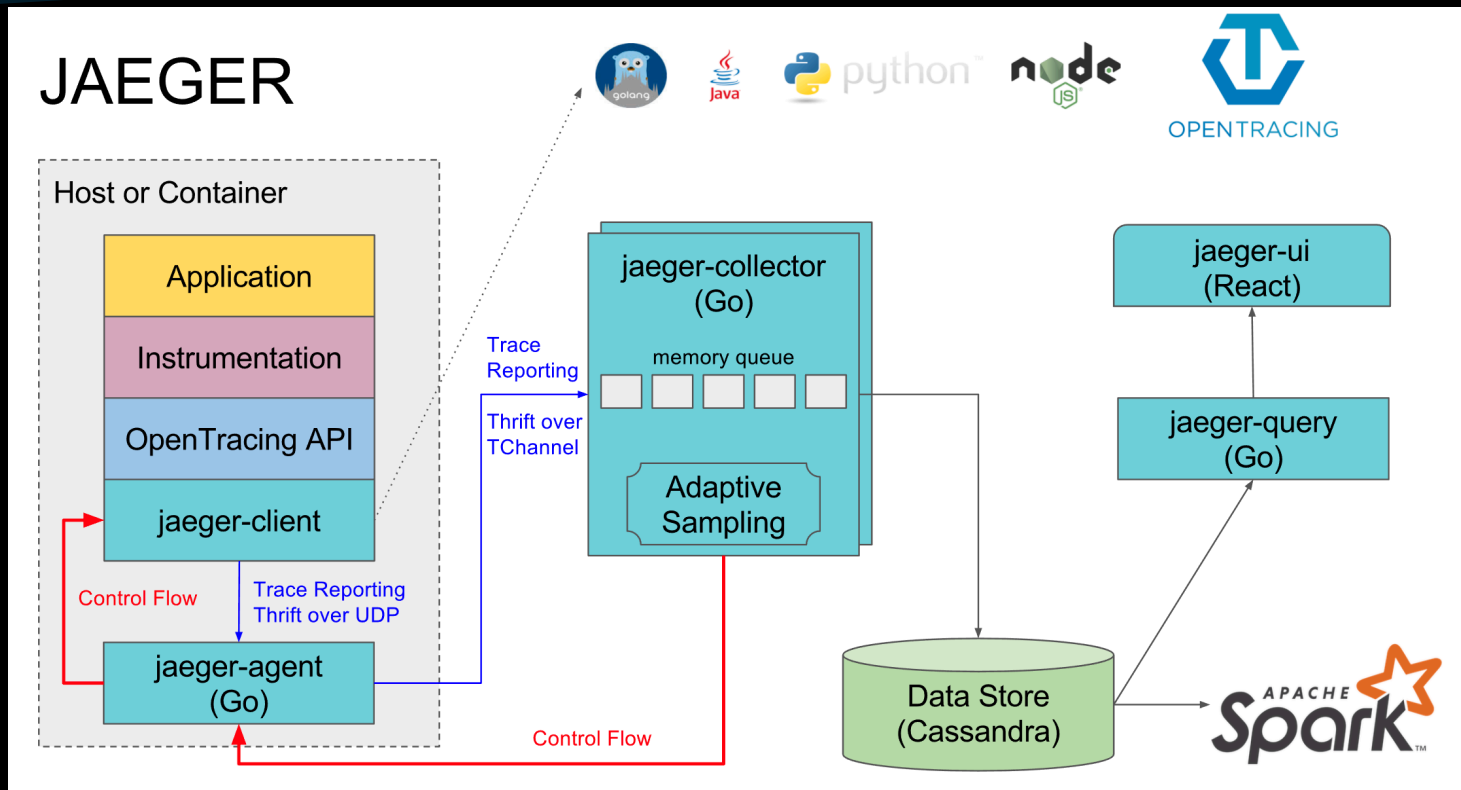 JAEGER
golang
Java
python™
node
JS
OPENTRACING
Host or Container
Application
Instrumentation
OpenTracing API
jaeger-client
Control Flow
Trace Reporting
Thrift over UDP
jaeger-agent
(Go)
Trace
Reporting
Thrift over
TChannel
jaeger-collector
(Go)
memory queue
Adaptive
Sampling
Control Flow
jaeger-ui
(React)
jaeger-query
(Go)
Data Store
(Cassandra)
APACHE
Spark™